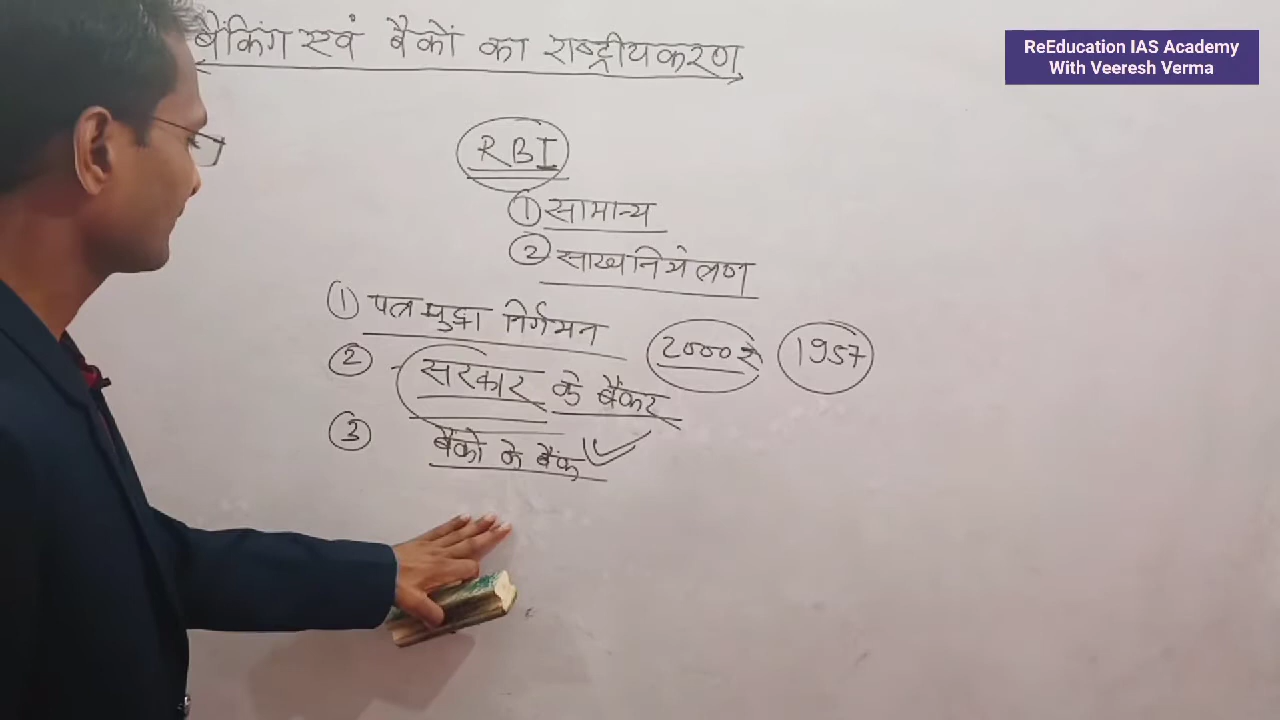 बैंकिंग एवं बैंकों का राष्ट्रीयकरण
ReEducation IAS Academy
With Veeresh Verma
RBI
① सामान्य
② साख नियंत्रण
① पत्र मुद्रा निर्गमन
2000₹ 1957
② सरकार के बैंकर
③ बैंकों के बैंक